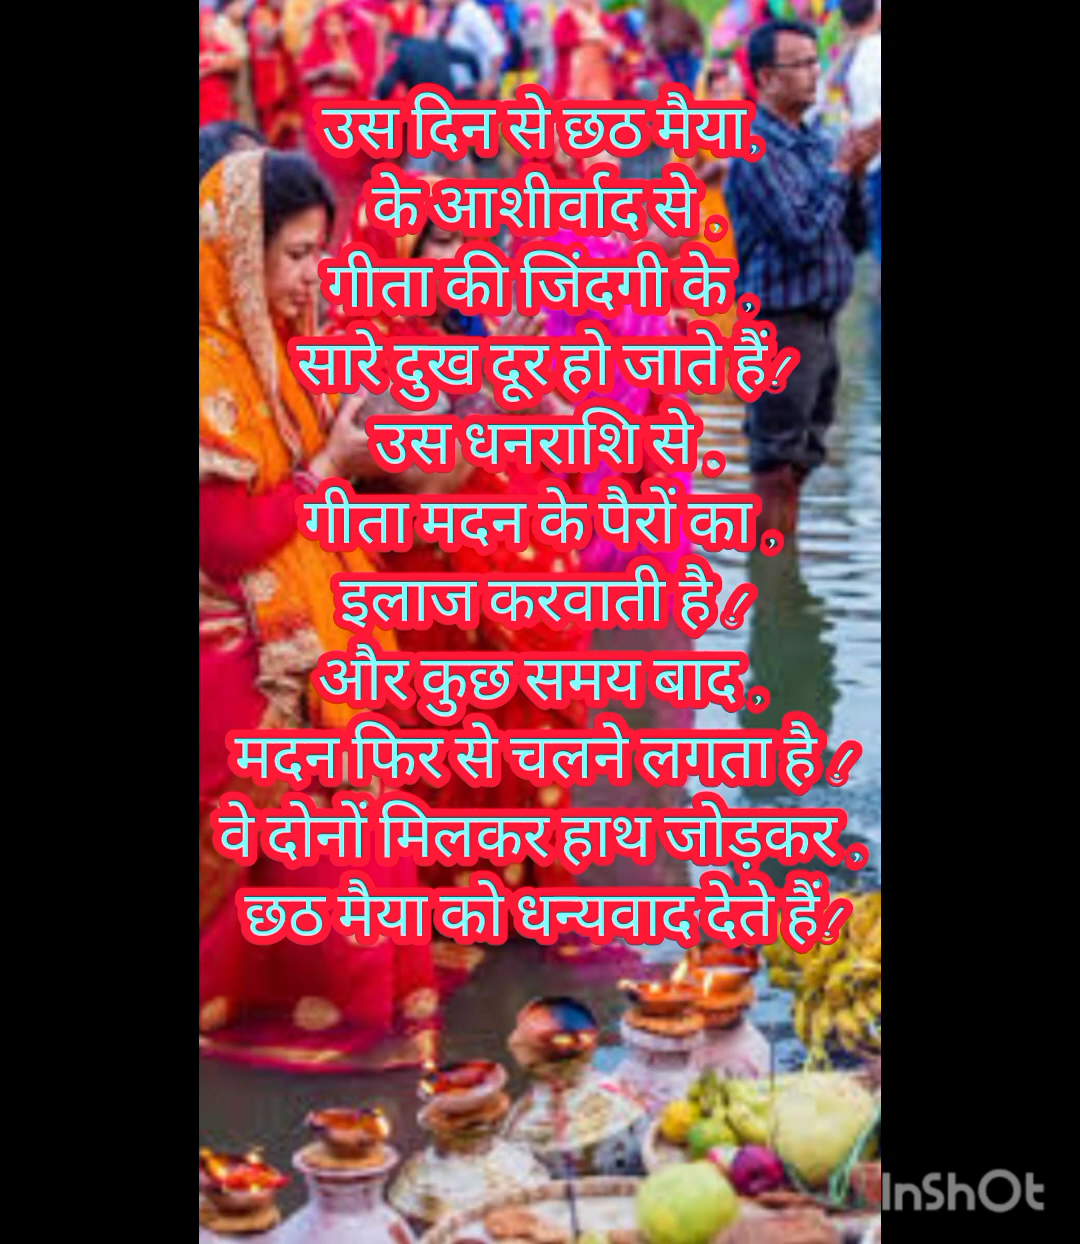 उस दिन से छठ मैया,
के आशीर्वाद से ,
गीता की जिंदगी के ,
सारे दुख दूर हो जाते हैं!
उस धनराशि से ,
गीता मदन के पैरों का ,
इलाज करवाती है !
और कुछ समय बाद ,
मदन फिर से चलने लगता है !
वे दोनों मिलकर हाथ जोड़कर ,
छठ मैया को धन्यवाद देते हैं!
InShOt